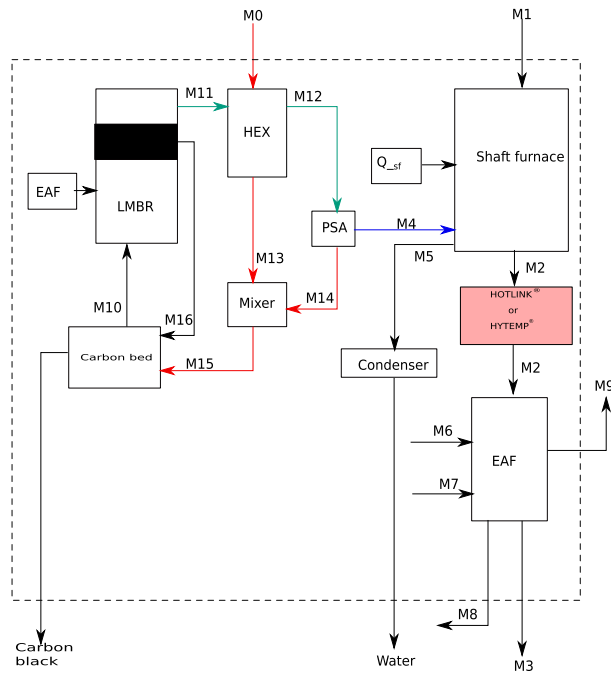 M0
M1
M11
M12
HEX
Shaft furnace
Q_sf
EAF
LMBR
PSA
M4
M5
M13
M2
M10
M16
Mixer
M14
HOTLINK®
or
HYTEMP®
Carbon bed
M15
Condenser
M2
M9
M6
EAF
M7
M8
Carbon
black
Water
M3